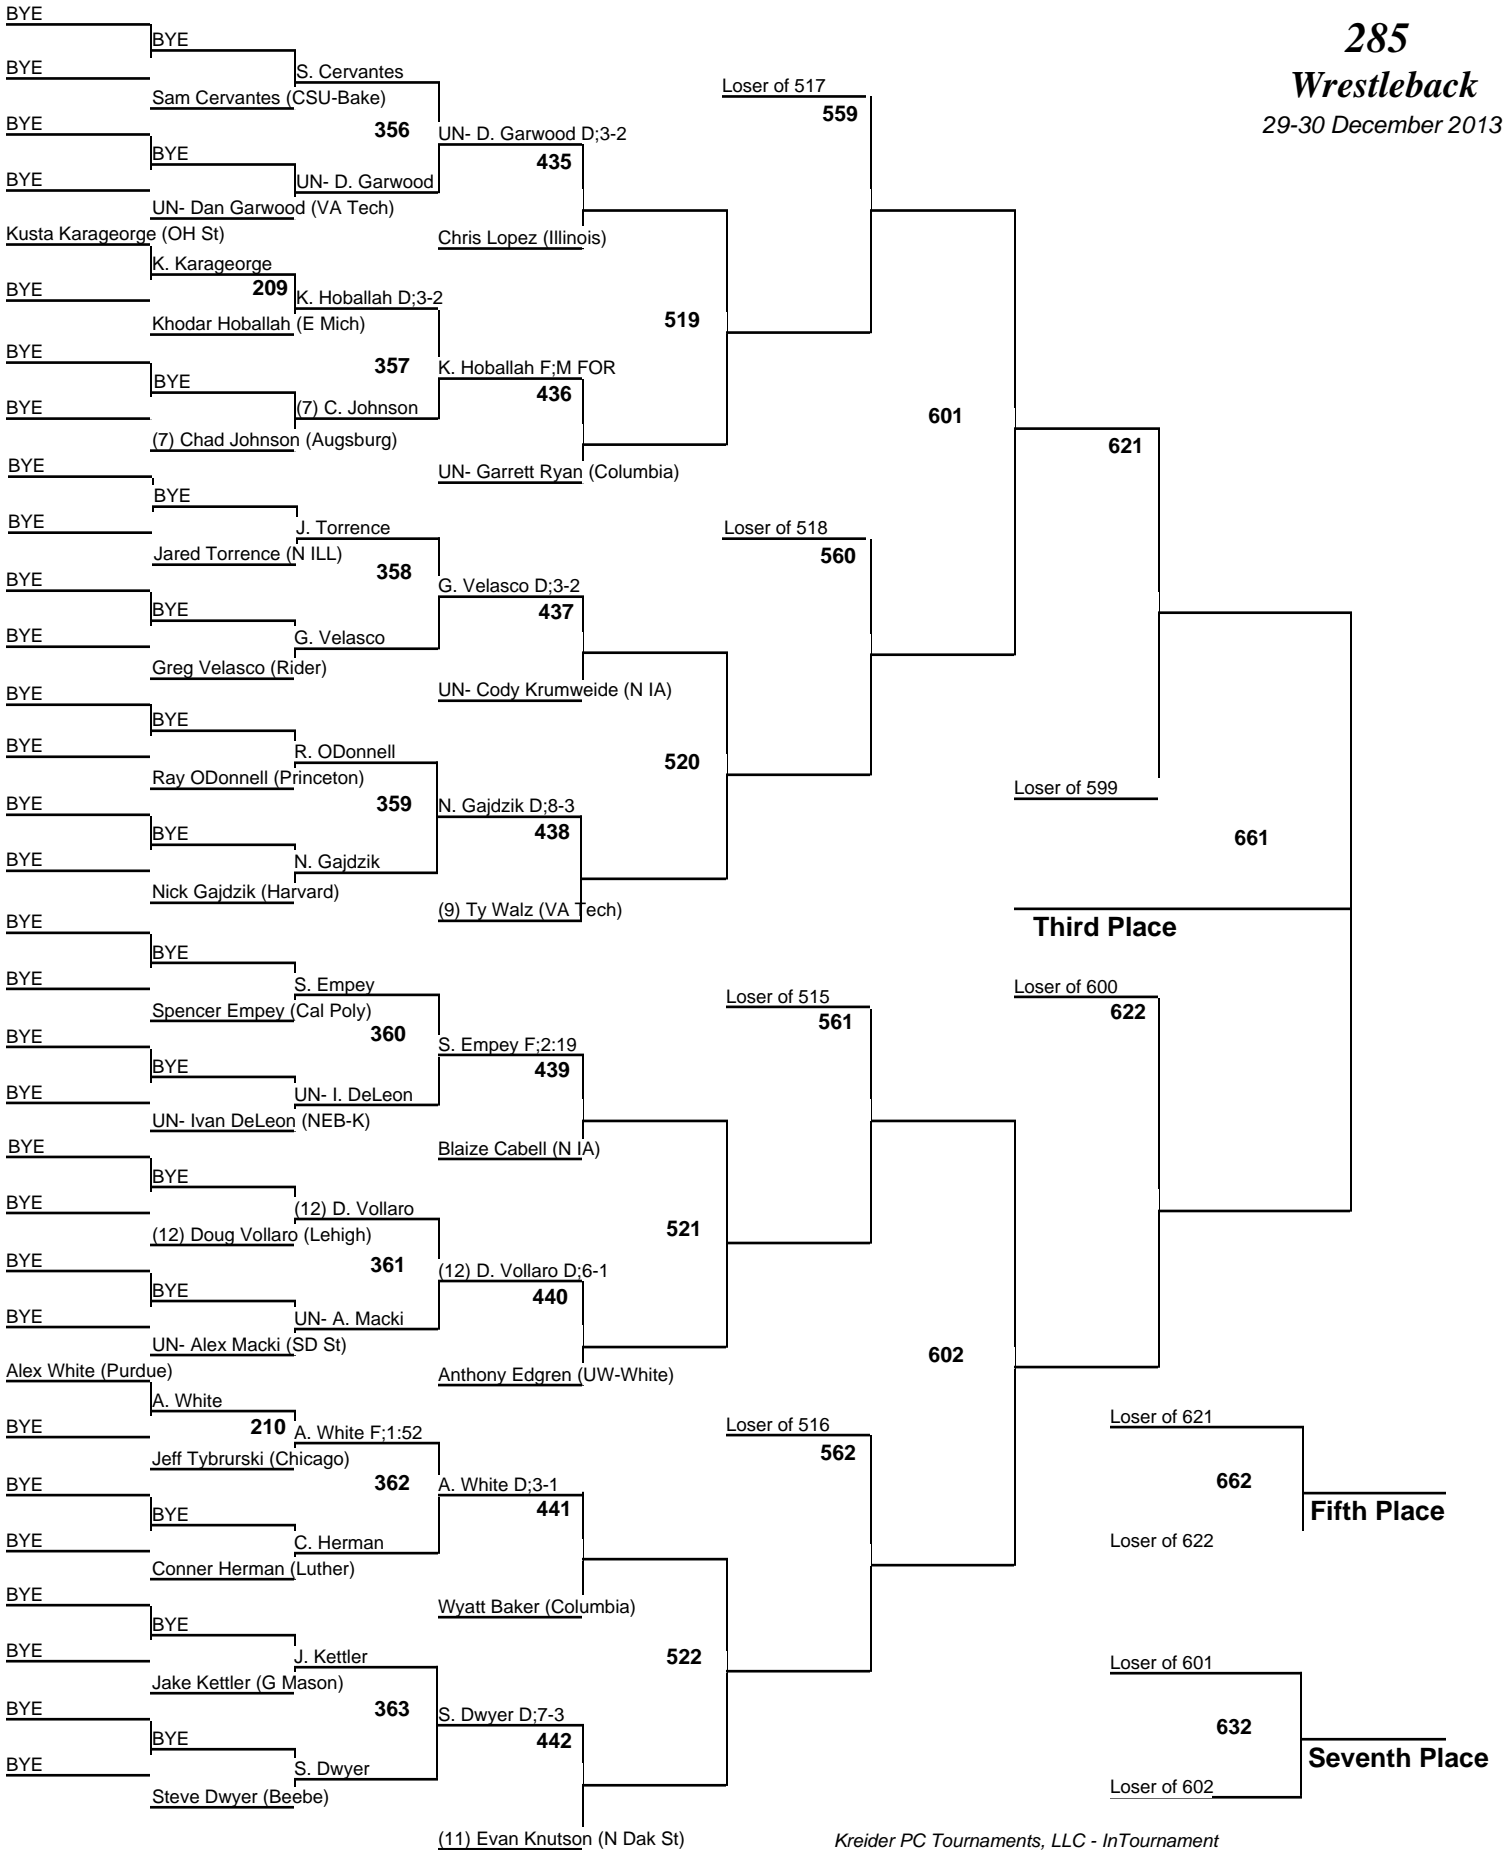 285
Wrestleback
29-30 December 2013
BYE
BYE
BYE
S. Cervantes
Sam Cervantes (CSU-Bake)
356
BYE
BYE
BYE
UN- D. Garwood
UN- Dan Garwood (VA Tech)
UN- D. Garwood D;3-2
435
Chris Lopez (Illinois)
Kusta Karageorge (OH St)
K. Karageorge
BYE
209
K. Hoballah D;3-2
Khodar Hoballah (E Mich)
357
BYE
BYE
BYE
(7) C. Johnson
(7) Chad Johnson (Augsburg)
K. Hoballah F;M FOR
436
UN- Garrett Ryan (Columbia)
519
Loser of 517
559
BYE
BYE
BYE
J. Torrence
Jared Torrence (N ILL)
358
BYE
BYE
BYE
G. Velasco
Greg Velasco (Rider)
G. Velasco D;3-2
437
UN- Cody Krumweide (N IA)
BYE
BYE
BYE
R. ODonnell
Ray ODonnell (Princeton)
359
BYE
BYE
BYE
N. Gajdzik
Nick Gajdzik (Harvard)
N. Gajdzik D;8-3
438
(9) Ty Walz (VA Tech)
520
Loser of 518
560
601
621
Loser of 599
661
Third Place
BYE
BYE
BYE
S. Empey
Spencer Empey (Cal Poly)
360
BYE
BYE
BYE
UN- I. DeLeon
UN- Ivan DeLeon (NEB-K)
S. Empey F;2:19
439
Blaize Cabell (N IA)
BYE
BYE
BYE
(12) D. Vollaro
(12) Doug Vollaro (Lehigh)
361
BYE
BYE
BYE
UN- A. Macki
UN- Alex Macki (SD St)
(12) D. Vollaro D;6-1
440
Anthony Edgren (UW-White)
521
Loser of 515
561
Loser of 600
622
602
Alex White (Purdue)
A. White
BYE
210
A. White F;1:52
Jeff Tybrurski (Chicago)
362
BYE
BYE
BYE
C. Herman
Conner Herman (Luther)
A. White D;3-1
441
Wyatt Baker (Columbia)
BYE
BYE
BYE
J. Kettler
Jake Kettler (G Mason)
363
BYE
BYE
BYE
S. Dwyer
Steve Dwyer (Beebe)
S. Dwyer D;7-3
442
(11) Evan Knutson (N Dak St)
522
Loser of 516
562
Loser of 621
662
Fifth Place
Loser of 622
Loser of 601
632
Seventh Place
Loser of 602
Kreider PC Tournaments, LLC - InTournament